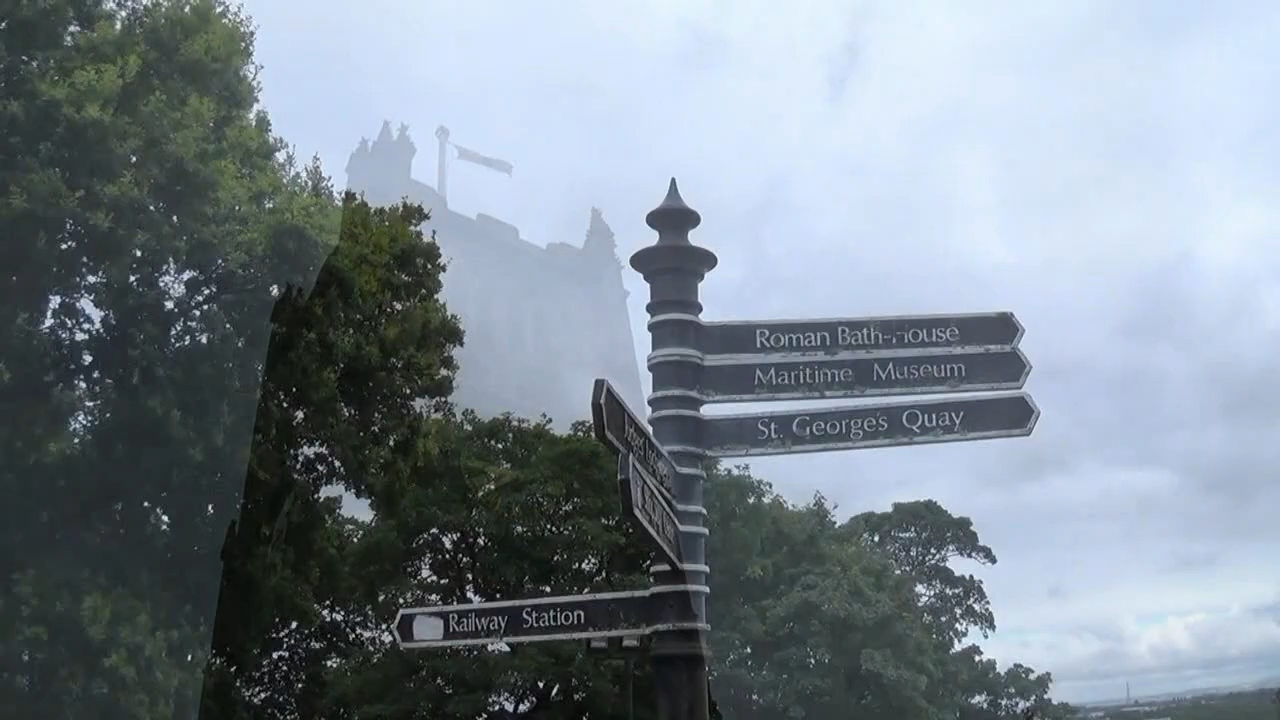 Roman Bath-House
Maritime Museum
St. George's Quay
Railway Station